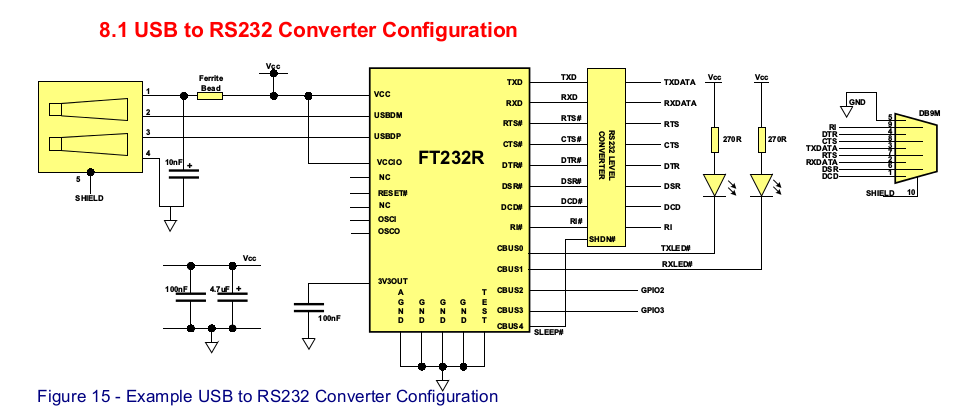 8.1 USB to RS232 Converter Configuration
Ferrite
Bead
Vcc
1
2
3
4
5
SHIELD
10nF
+
FT232R
VCC
USBDM
USBDP
VCCIO
NC
RESET#
NC
OSCI
OSCO
3V3OUT
AGND
GND
GND
GND
TEST
TXD
RXD
RTS#
CTS#
DTR#
DSR#
DCD#
RI#
CBUS0
CBUS1
CBUS2
CBUS3
CBUS4
TXD
RXD
RTS#
CTS#
DTR#
DSR#
DCD#
RI#
RS232 LEVEL
CONVERTER
SHDN#
TXDATA
RXDATA
RTS
CTS
DTR
DSR
DCD
RI
TXLED#
RXLED#
GPIO2
GPIO3
SLEEP#
Vcc
270R
Vcc
270R
GND
DB9M
RI
DTR
CTS
TXDATA
RTS
RXDATA
DSR
DCD
5
9
4
8
3
7
2
6
1
SHIELD
10
Vcc
100nF
4.7uF
+
100nF
Figure 15 - Example USB to RS232 Converter Configuration